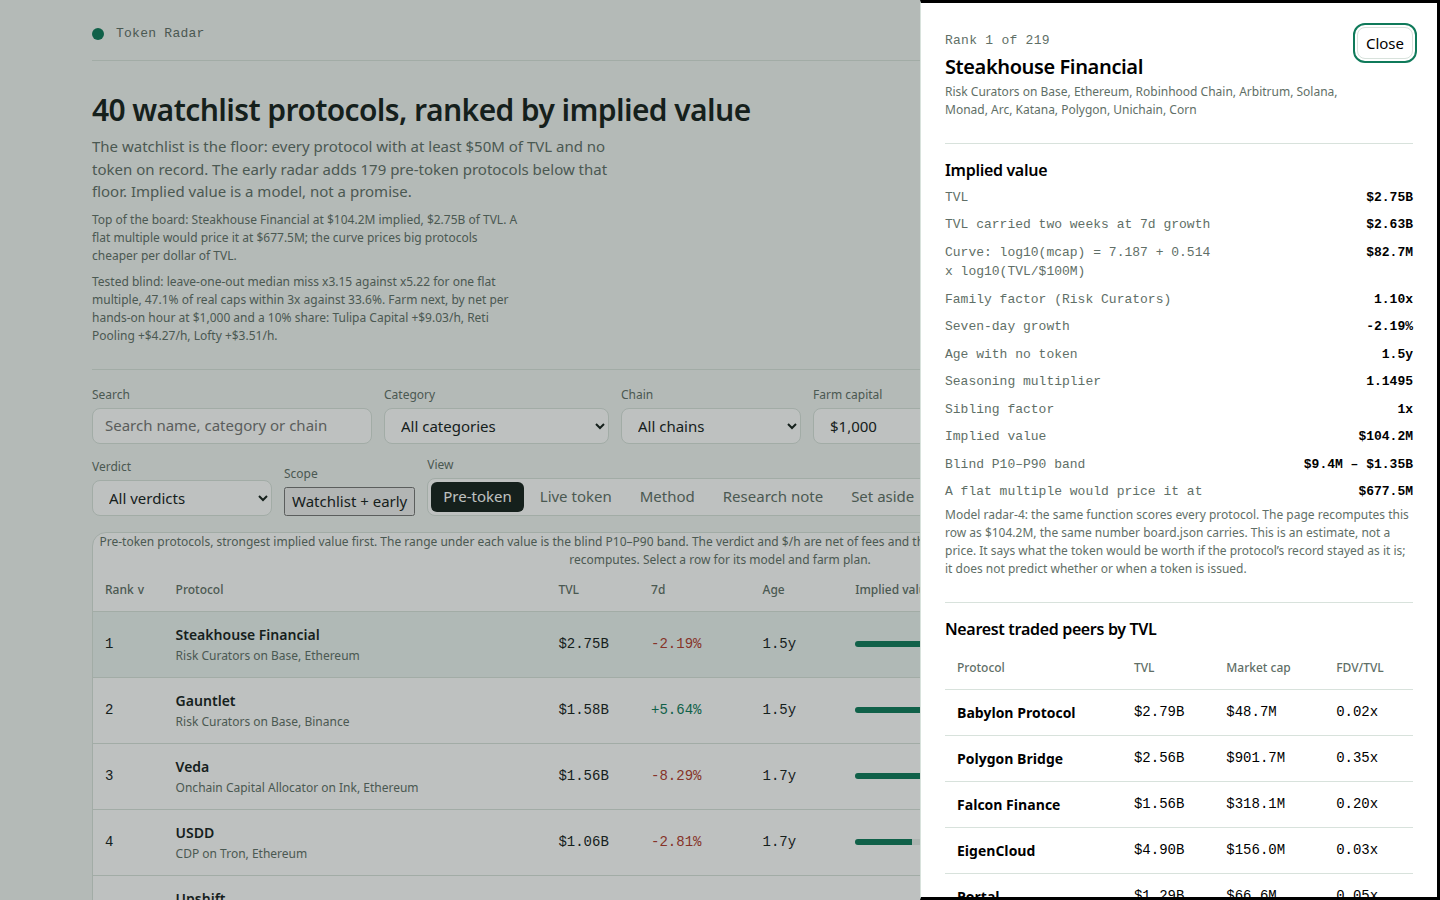 Token Radar
40 watchlist protocols, ranked by implied value
The watchlist is the floor: every protocol with at least $50M of TVL and no
token on record. The early radar adds 179 pre-token protocols below that
floor. Implied value is a model, not a promise.
Top of the board: Steakhouse Financial at $104.2M implied, $2.75B of TVL. A
flat multiple would price it at $677.5M; the curve prices big protocols
cheaper per dollar of TVL.
Tested blind: leave-one-out median miss x3.15 against x5.22 for one flat
multiple, 47.1% of real caps within 3x against 33.6%. Farm next, by net per
hands-on hour at $1,000 and a 10% share: Tulipa Capital +$9.03/h, Reti
Pooling +$4.27/h, Lofty +$3.51/h.
Search Category Chain Farm capital
Search name, category or chain All categories All chains $1,000
Verdict Scope View
All verdicts Watchlist + early Pre-token Live token Method Research note Set aside
Pre-token protocols, strongest implied value first. The range under each value is the blind P10–P90 band. The verdict and $/h are net of fees and th
recomputes. Select a row for its model and farm plan.
Rank v Protocol TVL 7d Age Implied val
1 Steakhouse Financial $2.75B -2.19% 1.5y
Risk Curators on Base, Ethereum
2 Gauntlet $1.58B +5.64% 1.5y
Risk Curators on Base, Binance
3 Veda $1.56B -8.29% 1.7y
Onchain Capital Allocator on Ink, Ethereum
4 USDD $1.06B -2.81% 1.7y
CDP on Tron, Ethereum
Upshift
Rank 1 of 219
Close
Steakhouse Financial
Risk Curators on Base, Ethereum, Robinhood Chain, Arbitrum, Solana,
Monad, Arc, Katana, Polygon, Unichain, Corn
Implied value
TVL $2.75B
TVL carried two weeks at 7d growth $2.63B
Curve: log10(mcap) = 7.187 + 0.514 $82.7M
x log10(TVL/$100M)
Family factor (Risk Curators) 1.10x
Seven-day growth -2.19%
Age with no token 1.5y
Seasoning multiplier 1.1495
Sibling factor 1x
Implied value $104.2M
Blind P10–P90 band $9.4M – $1.35B
A flat multiple would price it at $677.5M
Model radar-4: the same function scores every protocol. The page recomputes this
row as $104.2M, the same number board.json carries. This is an estimate, not a
price. It says what the token would be worth if the protocol’s record stayed as it is;
it does not predict whether or when a token is issued.
Nearest traded peers by TVL
Protocol TVL Market cap FDV/TVL
Babylon Protocol $2.79B $48.7M 0.02x
Polygon Bridge $2.56B $901.7M 0.35x
Falcon Finance $1.56B $318.1M 0.20x
EigenCloud $4.90B $156.0M 0.03x
Portal $1.29B $66.6M 0.05x